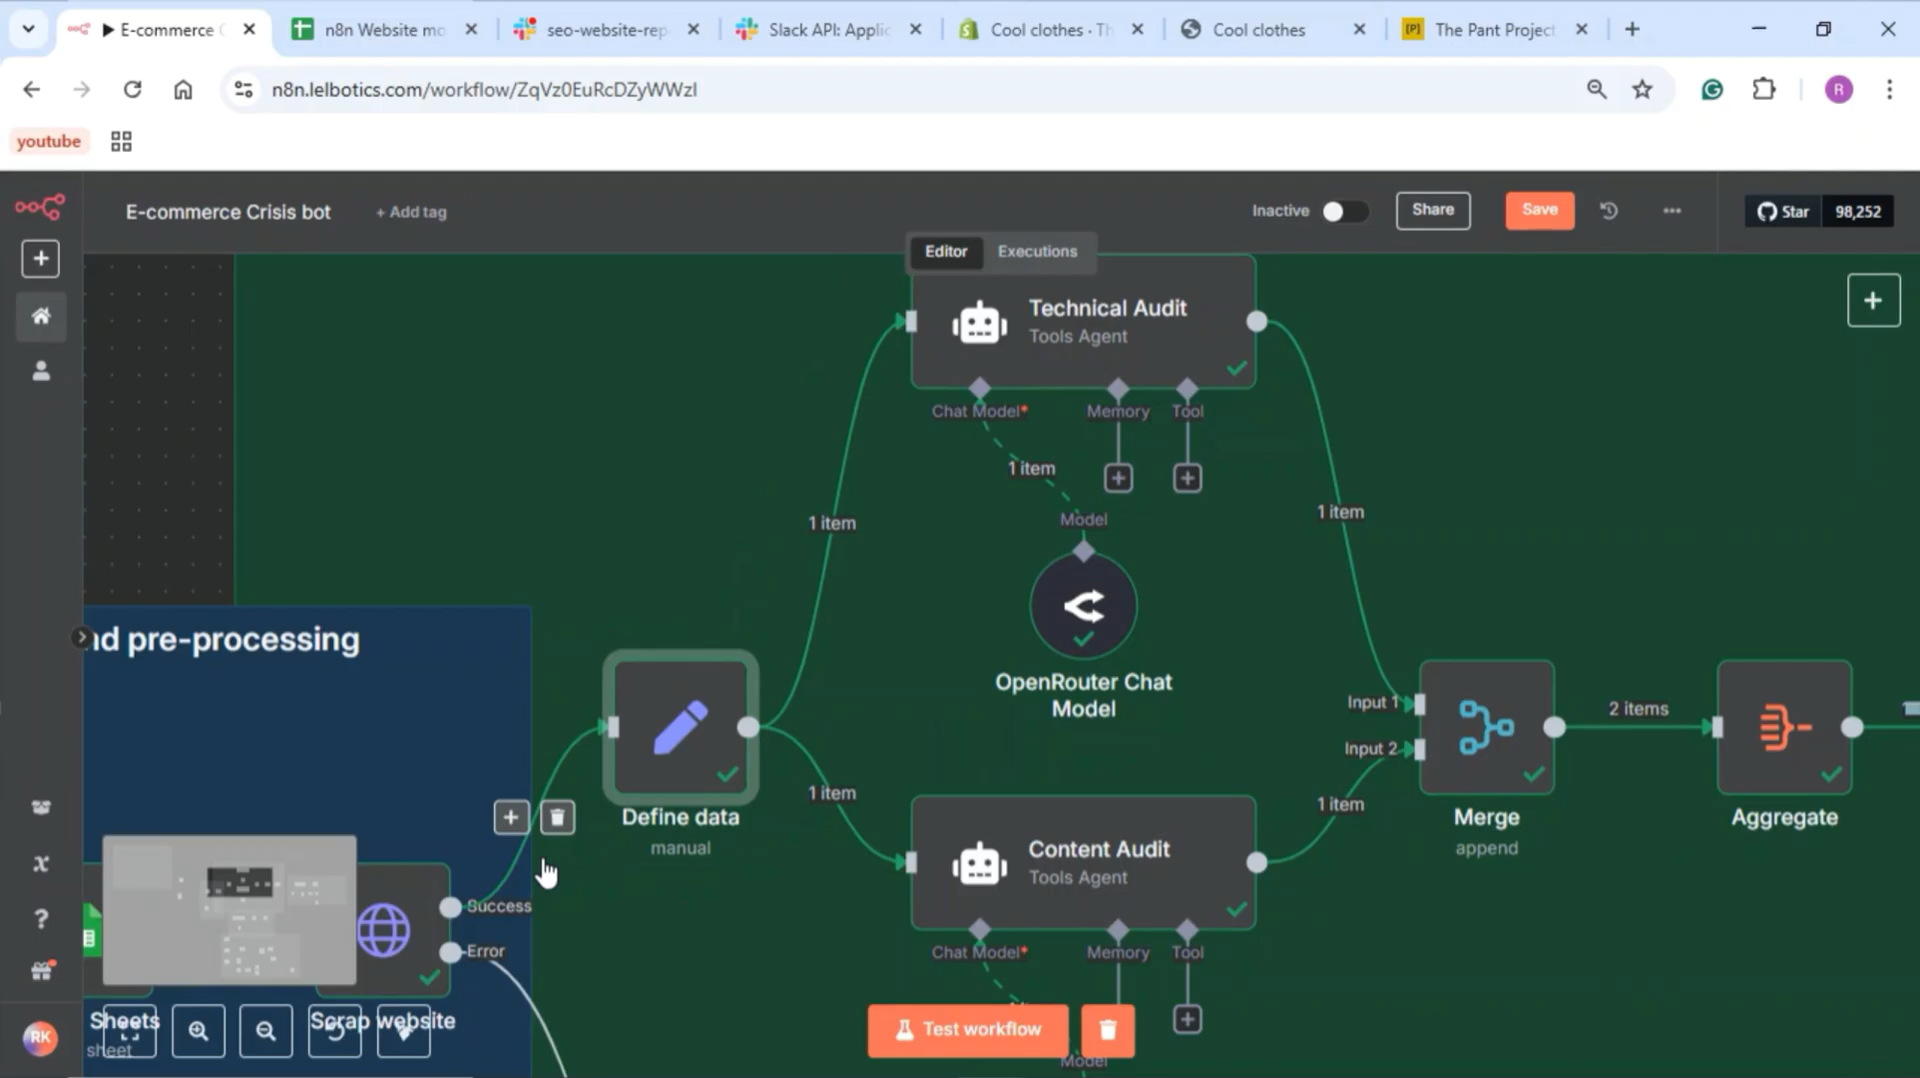 E-commerce C
n8n Website mo
seo-website-rep
Slack API: Applic
Cool clothes · Th
Cool clothes
The Pant Project
n8n.lelbotics.com/workflow/ZqVz0EuRcDZyWWzI
R
youtube
E-commerce Crisis bot
+ Add tag
Inactive
Share
Save
Star
98,252
Editor
Executions
Technical Audit
Tools Agent
Chat Model*
Memory
Tool
1 item
1 item
1 item
Model
nd pre-processing
OpenRouter Chat
Model
Input 1
2 items
Input 2
1 item
1 item
Define data
manual
Merge
append
Aggregate
Content Audit
Tools Agent
Success
Error
Chat Model*
Memory
Tool
Sheets
sheet
Scrap website
Test workflow
Model
RK